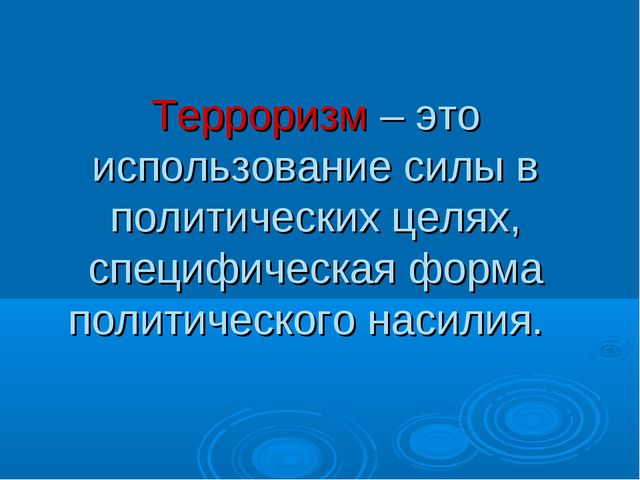 Терроризм – это
использование силы в
политических целях,
специфическая форма
политического насилия.